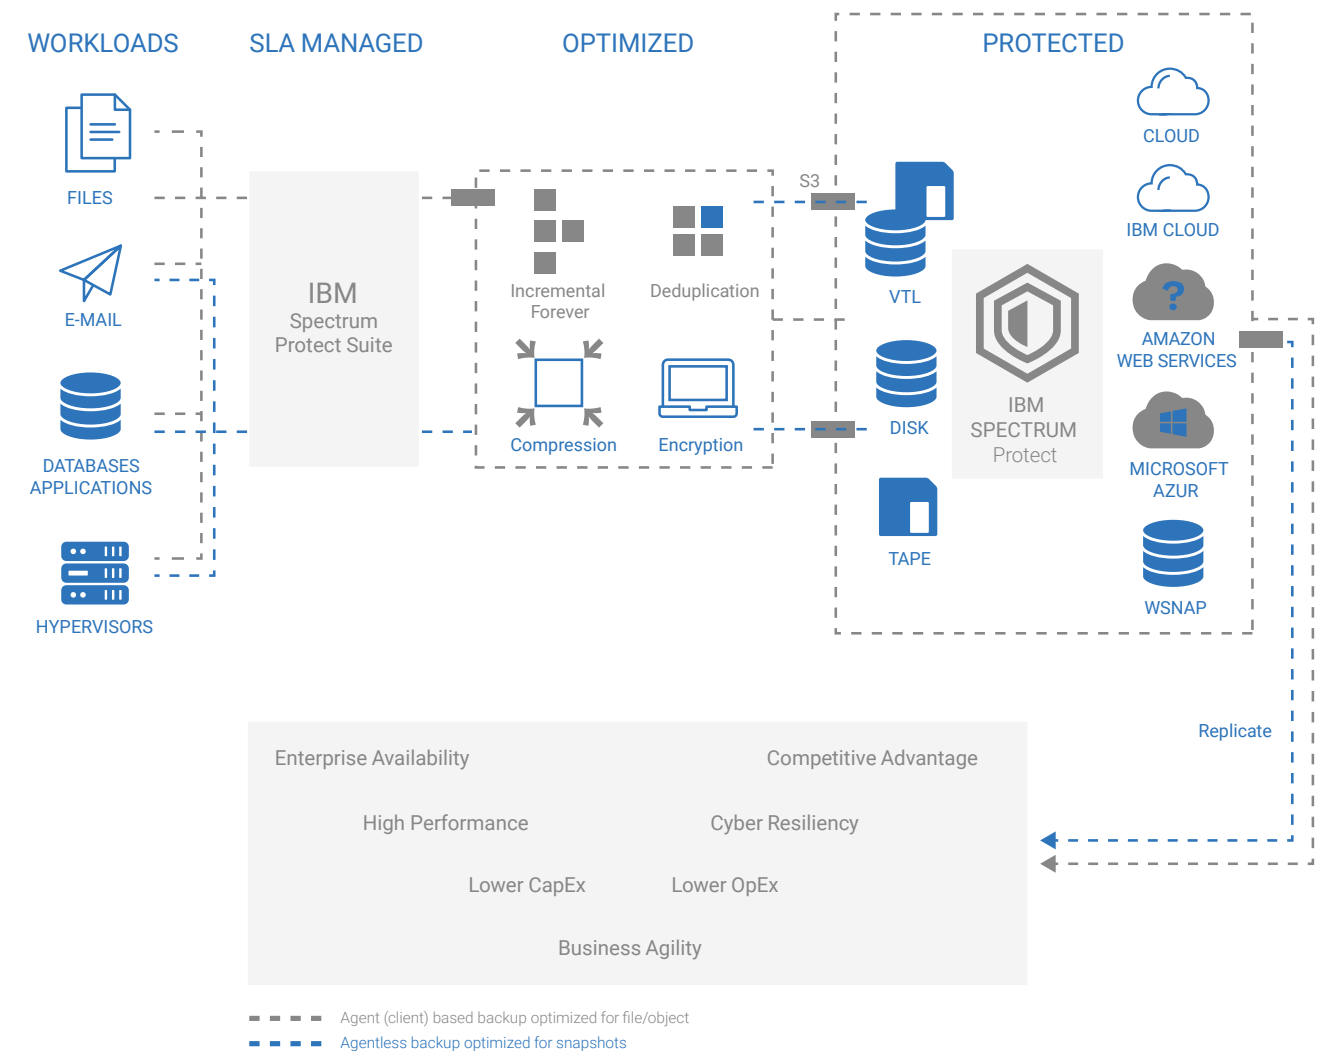 WORKLOADS
SLA MANAGED
OPTIMIZED
PROTECTED
FILES
E-MAIL
DATABASES
APPLICATIONS
HYPERVISORS
IBM
Spectrum
Protect Suite
Incremental
Forever
Deduplication
Compression
Encryption
S3
VTL
DISK
TAPE
IBM
SPECTRUM
Protect
CLOUD
IBM CLOUD
?
AMAZON
WEB SERVICES
MICROSOFT
AZUR
WSNAP
Replicate
Enterprise Availability
Competitive Advantage
High Performance
Cyber Resiliency
Lower CapEx
Lower OpEx
Business Agility
Agent (client) based backup optimized for file/object
Agentless backup optimized for snapshots